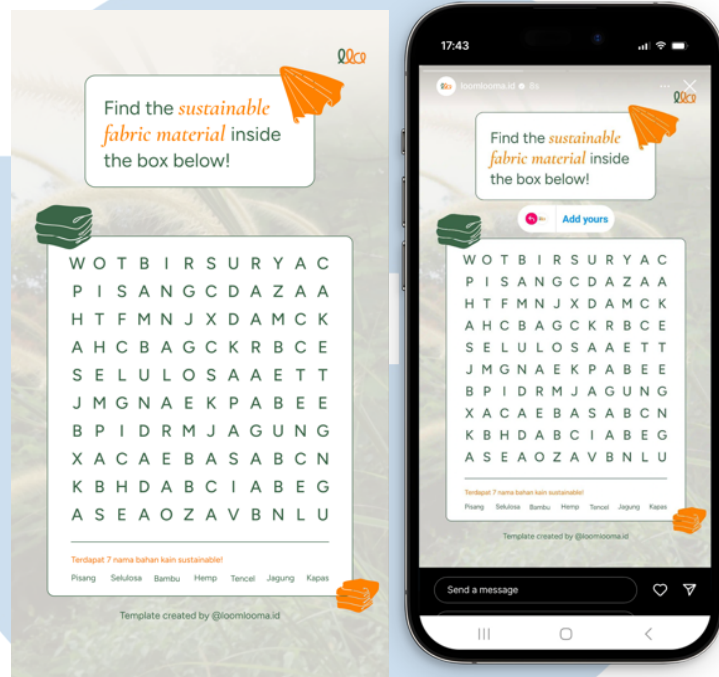 llce
Find the sustainable
fabric material inside
the box below!
W O T B I R S U R Y A C
P I S A N G C D A Z A A
H T F M N J X D A M C K
A H C B A G C K R B C E
S E L U L O S A A E T T
J M G N A E K P A B E E
B P I D R M J A G U N G
X A C A E B A S A B C N
K B H D A B C I A B E G
A S E A O Z A V B N L U
Terdapat 7 nama bahan kain sustainable!
Pisang Selulosa Bambu Hemp Tencel Jagung Kapas
Template created by @loomlooma.id
17:43
loomlooma.id 6s
llce
Find the sustainable
fabric material inside
the box below!
Add yours
W O T B I R S U R Y A C
P I S A N G C D A Z A A
H T F M N J X D A M C K
A H C B A G C K R B C E
S E L U L O S A A E T T
J M G N A E K P A B E E
B P I D R M J A G U N G
X A C A E B A S A B C N
K B H D A B C I A B E G
A S E A O Z A V B N L U
Terdapat 7 nama bahan kain sustainable!
Pisang Selulosa Bambu Hemp Tencel Jagung Kapas
Template created by @loomlooma.id
Send a message